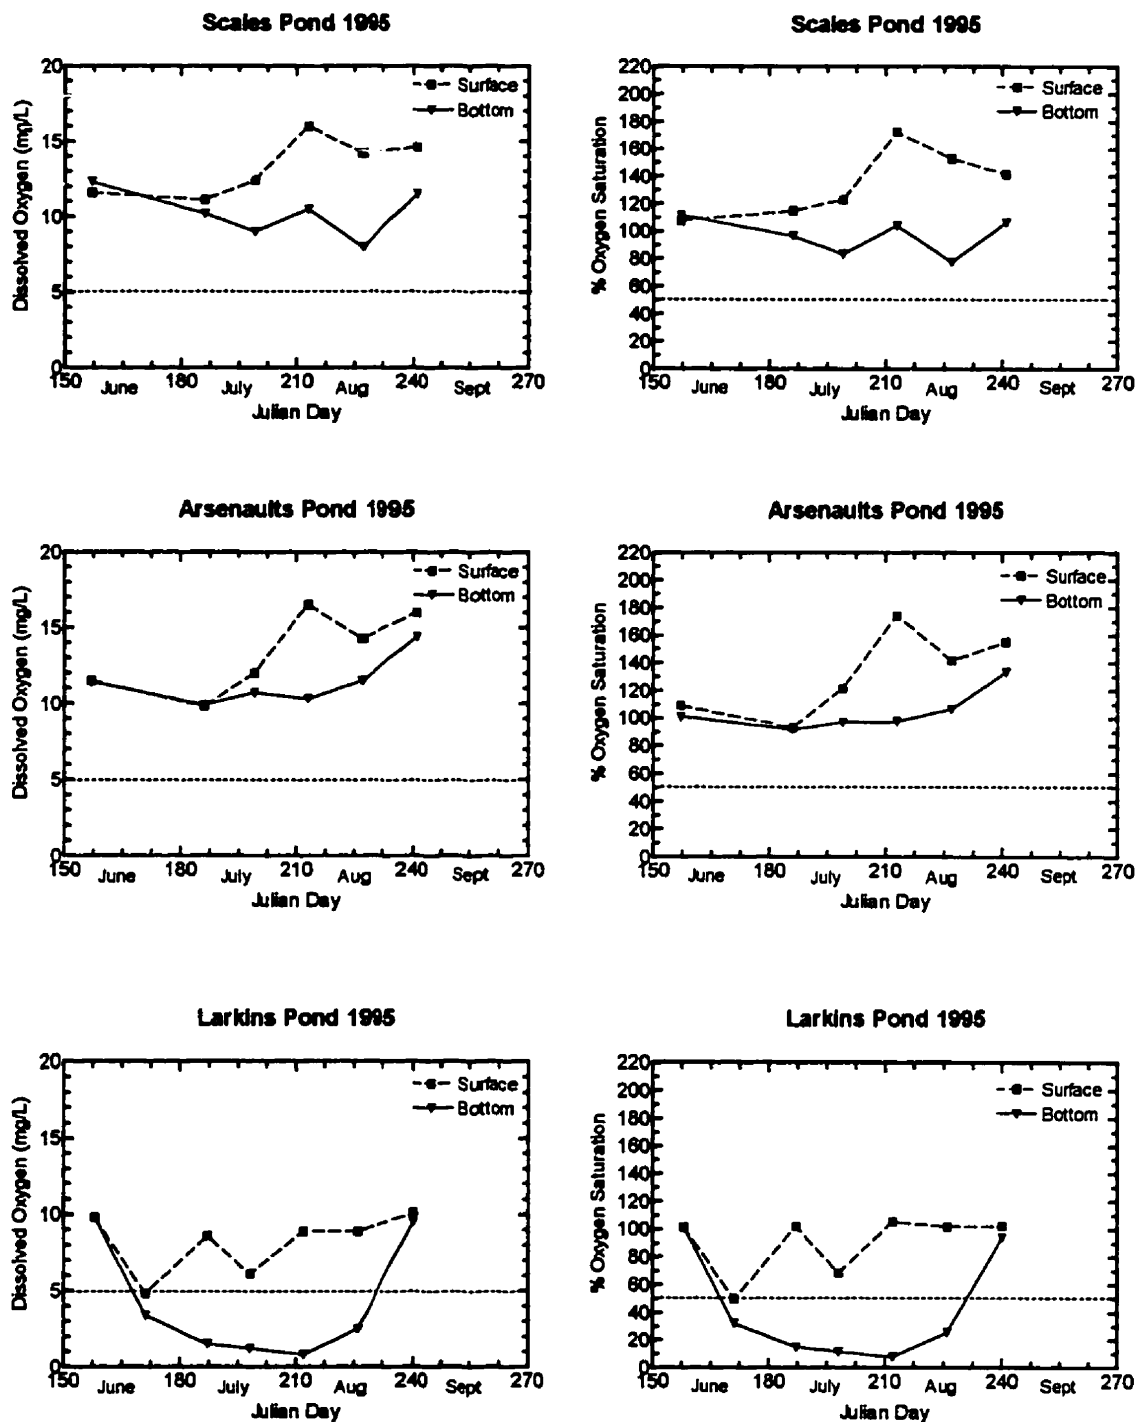 Scales Pond 1995
Dissolved Oxygen (mg/L)
20
15
10
5
0
Surface
Bottom
150 June 180 July 210 Aug 240 Sept 270
Julian Day
Scales Pond 1995
% Oxygen Saturation
220
200
180
160
140
120
100
80
60
40
20
0
Surface
Bottom
150 June 180 July 210 Aug 240 Sept 270
Julian Day
Arsenaults Pond 1995
Dissolved Oxygen (mg/L)
20
15
10
5
0
Surface
Bottom
150 June 180 July 210 Aug 240 Sept 270
Julian Day
Arsenaults Pond 1995
% Oxygen Saturation
220
200
180
160
140
120
100
80
60
40
20
0
Surface
Bottom
150 June 180 July 210 Aug 240 Sept 270
Julian Day
Larkins Pond 1995
Dissolved Oxygen (mg/L)
20
15
10
5
0
Surface
Bottom
150 June 180 July 210 Aug 240 Sept 270
Julian Day
Larkins Pond 1995
% Oxygen Saturation
220
200
180
160
140
120
100
80
60
40
20
0
Surface
Bottom
150 June 180 July 210 Aug 240 Sept 270
Julian Day